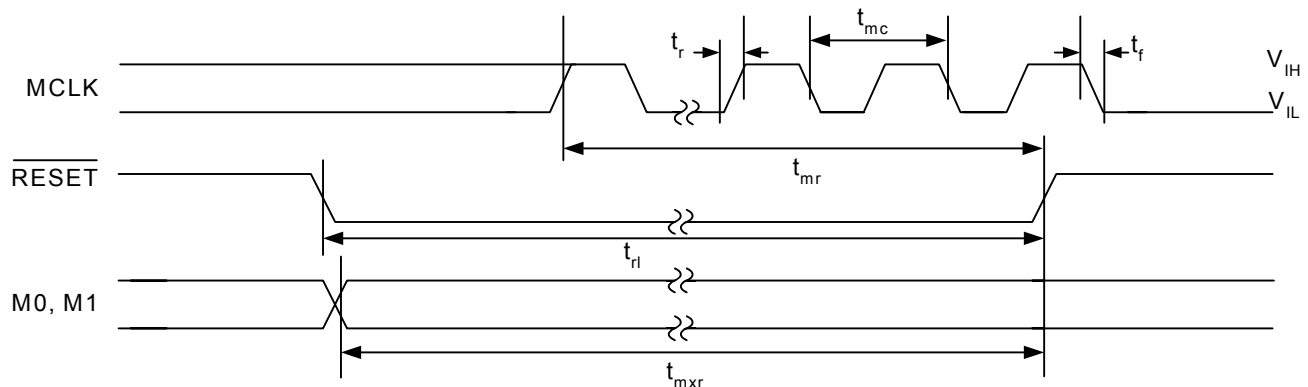 t_mc
t_r
t_f
V_IH
MCLK
V_IL
t_mr
RESET
t_rl
M0, M1
t_mxr